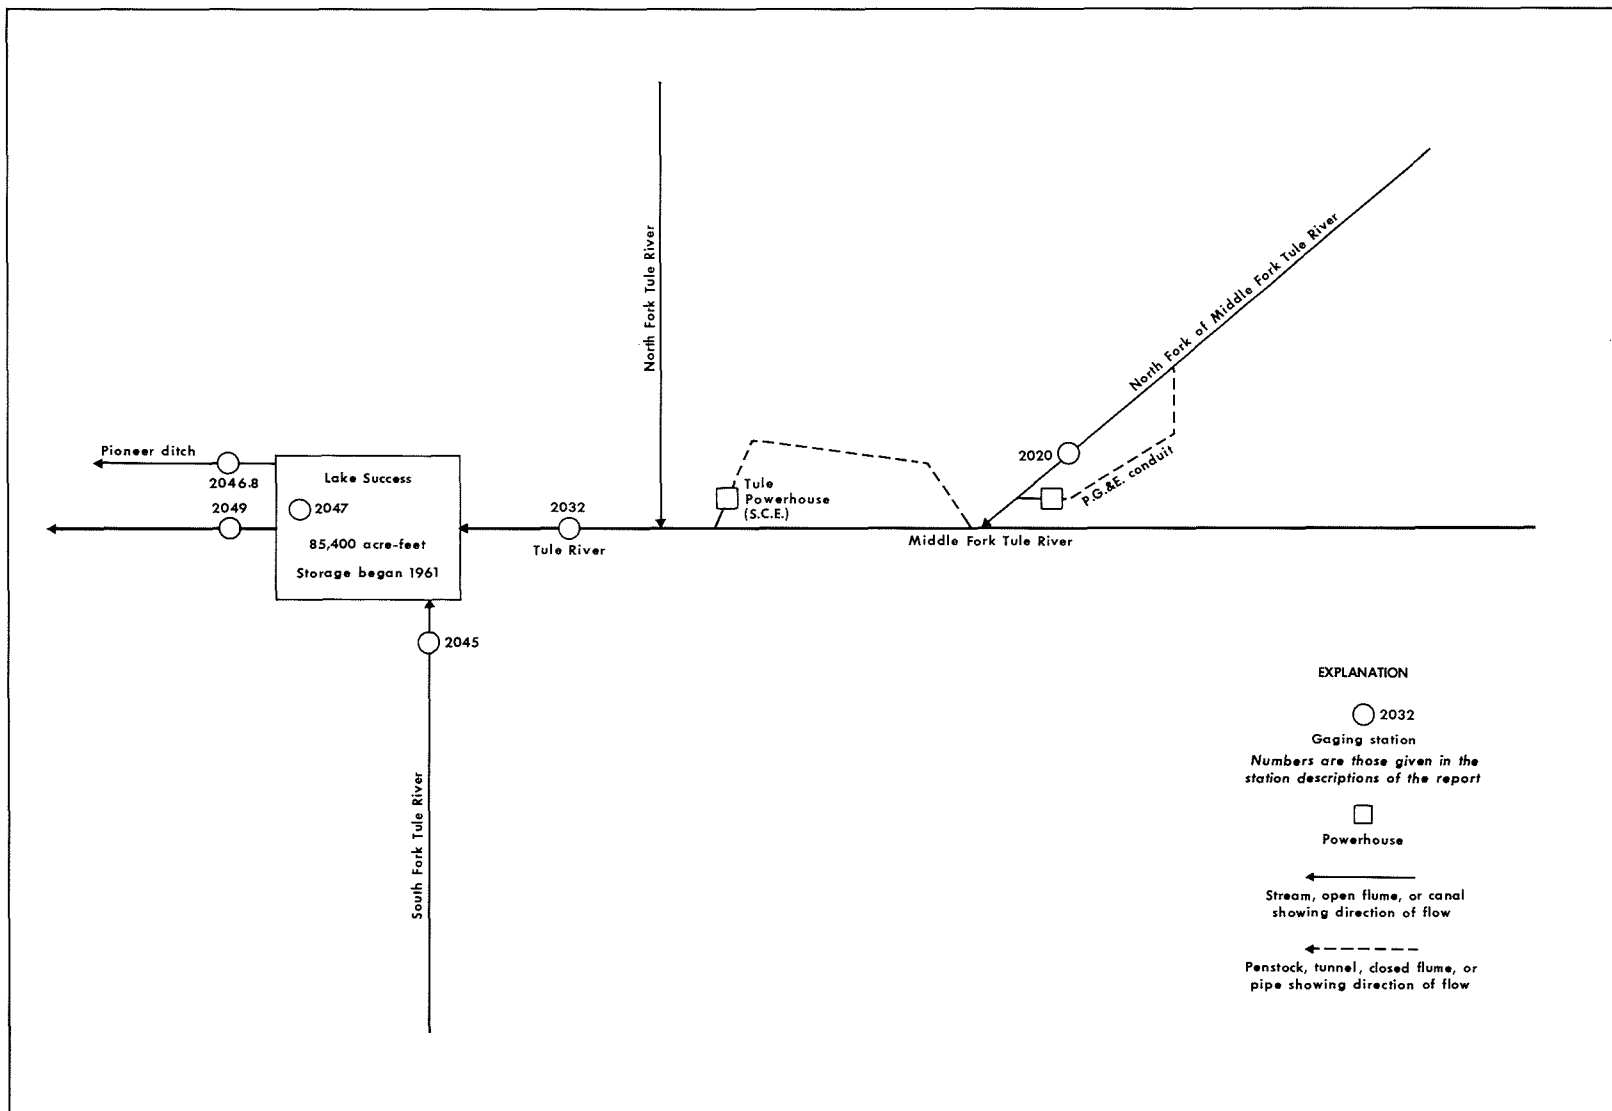 North Fork Tule River
North Fork of Middle Fork Tule River
Pioneer ditch
2046.8
2049
Lake Success
2047
85,400 acre-feet
Storage began 1961
2032
Tule River
Tule
Powerhouse
(S.C.E.)
2020
P.G.&E. conduit
Middle Fork Tule River
2045
South Fork Tule River
EXPLANATION
2032
Gaging station
Numbers are those given in the
station descriptions of the report
Powerhouse
Stream, open flume, or canal
showing direction of flow
Penstock, tunnel, closed flume, or
pipe showing direction of flow